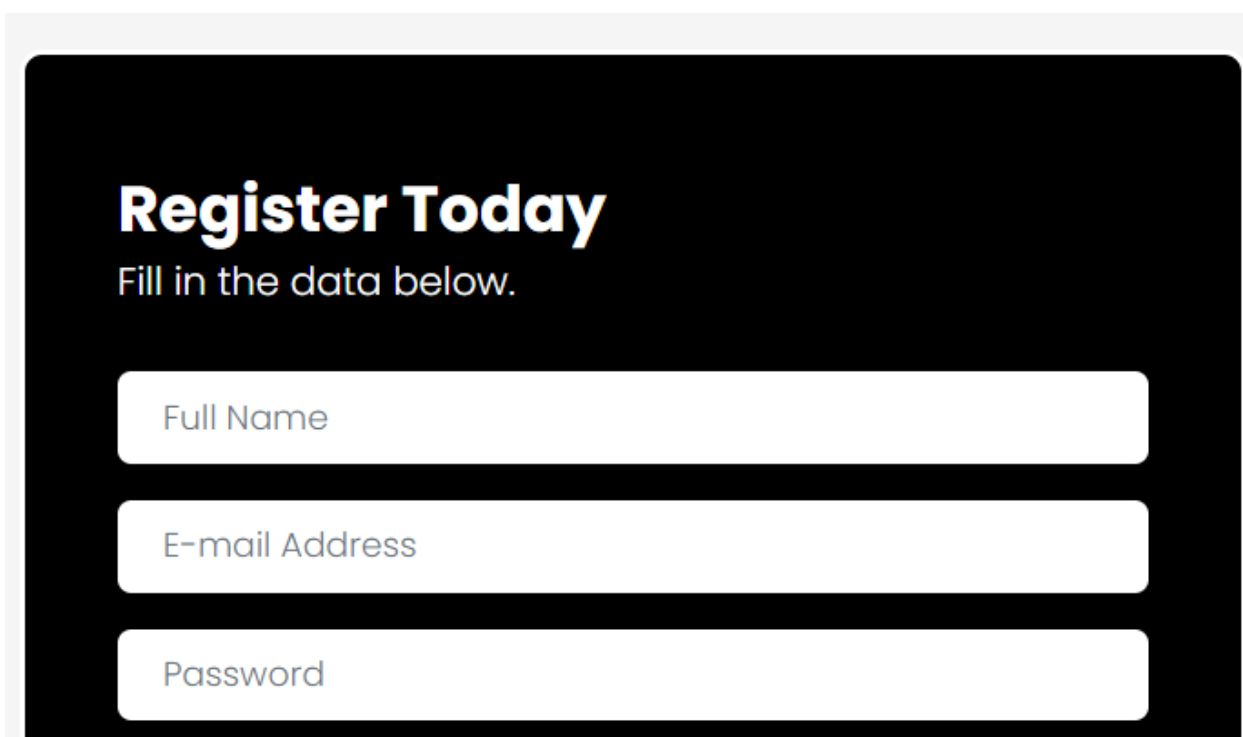 Register Today
Fill in the data below.
Full Name
E-mail Address
Password